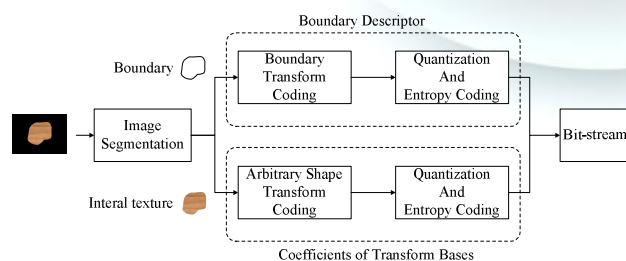 Boundary Descriptor
Boundary
Boundary
Transform
Coding
Quantization
And
Entropy Coding
Image
Segmentation
Bit-stream
Interal texture
Arbitrary Shape
Transform
Coding
Quantization
And
Entropy Coding
Coefficients of Transform Bases